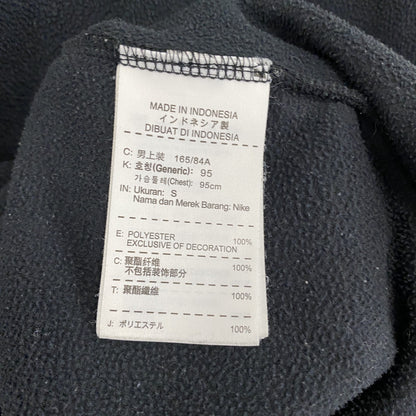 MADE IN INDONESIA
インドネシア製
DIBUAT DI INDONESIA
C: 男上装 165/84A
K: 호칭(Generic): 95
가슴둘레(Chest): 95cm
IN: Ukuran: S
Nama dan Merek Barang: Nike
E: POLYESTER 100%
EXCLUSIVE OF DECORATION
C: 聚酯纤维 100%
不包括装饰部分
T: 聚酯纖維 100%
J: ポリエステル 100%